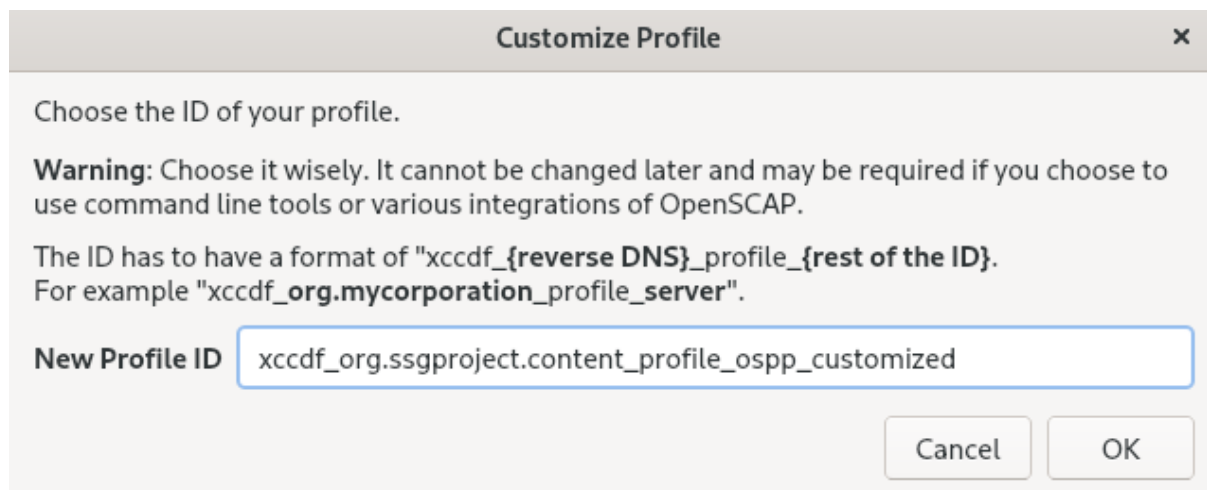 Customize Profile
Choose the ID of your profile.
Warning: Choose it wisely. It cannot be changed later and may be required if you choose to
use command line tools or various integrations of OpenSCAP.
The ID has to have a format of "xccdf_{reverse DNS}_profile_{rest of the ID}.
For example "xccdf_org.mycorporation_profile_server".
New Profile ID xccdf_org.ssgproject.content_profile_ospp_customized
Cancel OK